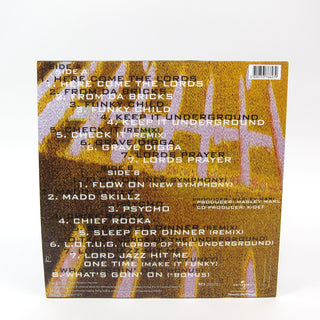 SIDE A
1. HERE COME THE LORDS
2. FROM DA BRICKS
3. FUNKY CHILD
4. KEEP IT UNDERGROUND
5. CHECK IT (REMIX)
6. GRAVE DIGGA
7. LORDS PRAYER
SIDE B
1. FLOW ON (NEW SYMPHONY)
2. MADD SKILLZ
3. PSYCHO
4. CHIEF ROCKA
5. SLEEP FOR DINNER (REMIX)
6. L.O.T.U.G. (LORDS OF THE UNDERGROUND)
7. LORD JAZZ HIT ME
ONE TIME (MAKE IT FUNKY)
8. WHAT'S GOIN' ON (*BONUS)
PRODUCER: MARLEY MARL
CO-PRODUCER: K-DEF